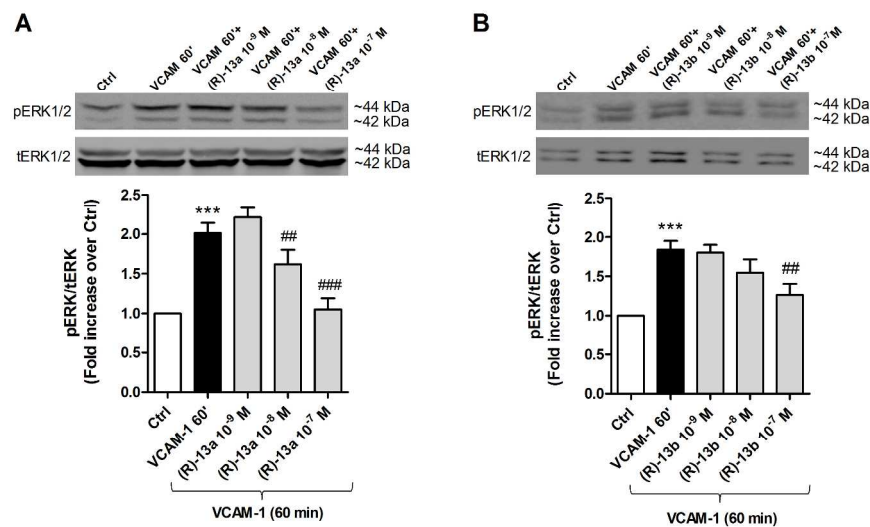 A
Ctrl
VCAM 60'
VCAM 60'+
(R)-13a 10⁻⁹ M
VCAM 60'+
(R)-13a 10⁻⁸ M
VCAM 60'+
(R)-13a 10⁻⁷ M
pERK1/2
~44 kDa
~42 kDa
tERK1/2
~44 kDa
~42 kDa
pERK/tERK
(Fold increase over Ctrl)
2.5
2.0
1.5
1.0
0.5
0.0
***
##
###
Ctrl
VCAM-1 60'
(R)-13a 10⁻⁹ M
(R)-13a 10⁻⁸ M
(R)-13a 10⁻⁷ M
VCAM-1 (60 min)
B
Ctrl
VCAM 60'
VCAM 60'+
(R)-13b 10⁻⁹ M
VCAM 60'+
(R)-13b 10⁻⁸ M
VCAM 60'+
(R)-13b 10⁻⁷M
pERK1/2
~44 kDa
~42 kDa
tERK1/2
~44 kDa
~42 kDa
pERK/tERK
(Fold increase over Ctrl)
2.5
2.0
1.5
1.0
0.5
0.0
***
##
Ctrl
VCAM-1 60'
(R)-13b 10⁻⁹ M
(R)-13b 10⁻⁸ M
(R)-13b 10⁻⁷ M
VCAM-1 (60 min)